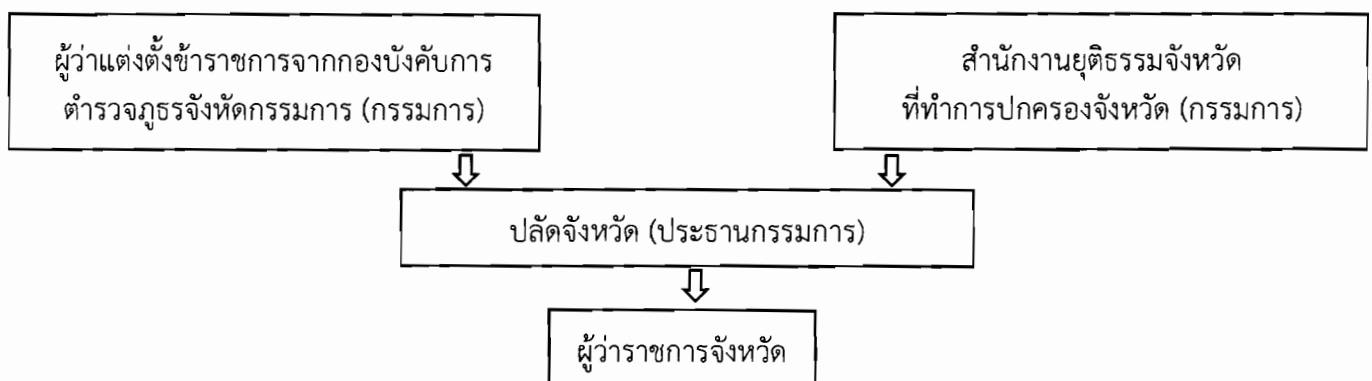 ผู้ว่าแต่งตั้งข้าราชการจากกองบังคับการ
ตำรวจภูธรจังหัดกรรมการ (กรรมการ)
สำนักงานยุติธรรมจังหวัด
ที่ทำการปกครองจังหวัด (กรรมการ)
ปลัดจังหวัด (ประธานกรรมการ)
ผู้ว่าราชการจังหวัด